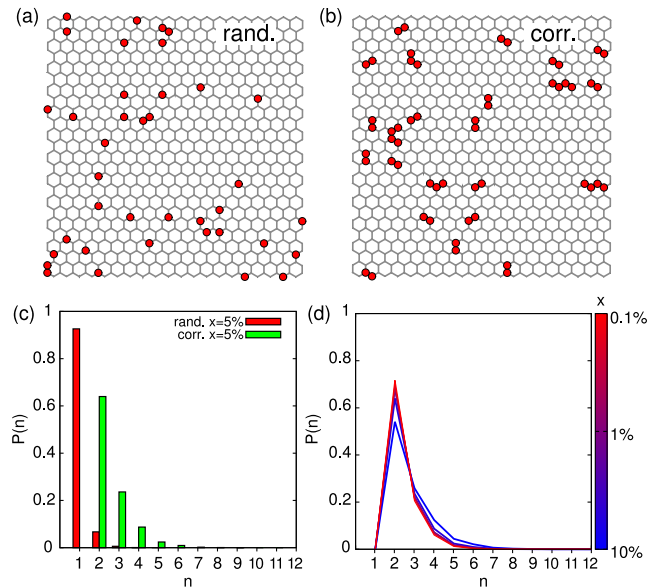 (a)
rand.
(b)
corr.
(c)
1
0.8
0.6
0.4
0.2
0
P(n)
rand. x=5%
corr. x=5%
1 2 3 4 5 6 7 8 9 10 11 12
n
(d)
1
0.8
0.6
0.4
0.2
0
P(n)
1 2 3 4 5 6 7 8 9 10 11 12
n
x
0.1%
1%
10%